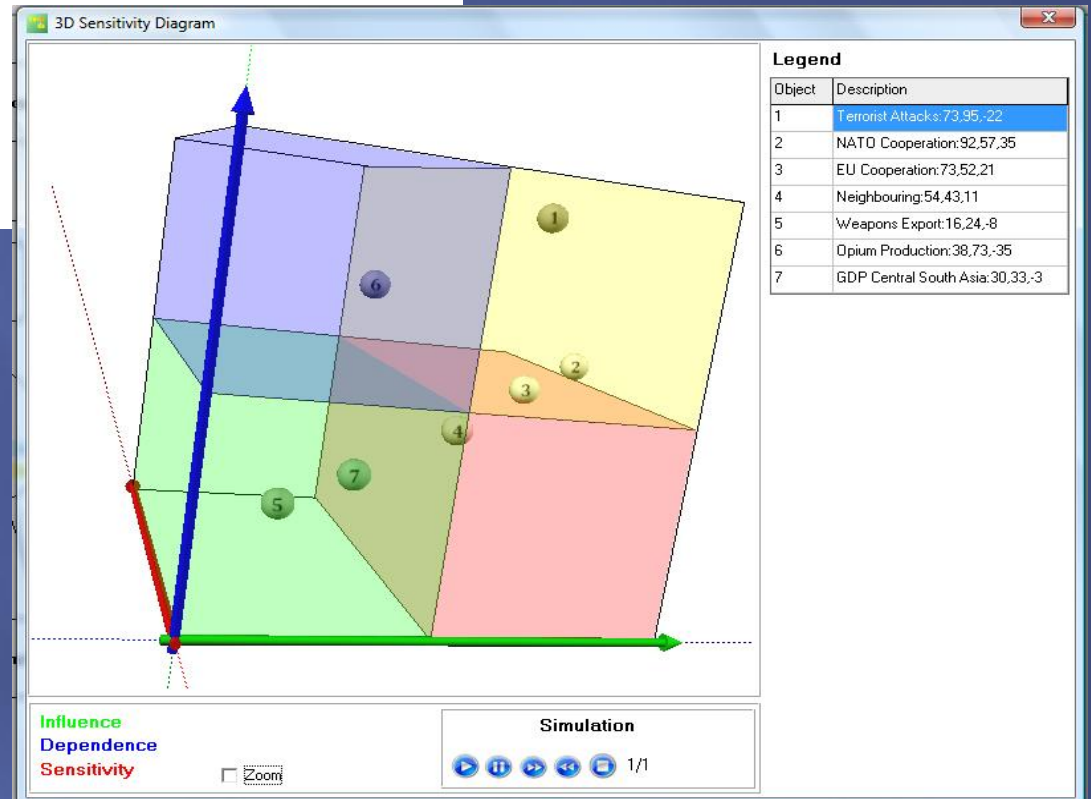 3D Sensitivity Diagram
Legend
Object Description
1 Terrorist Attacks:73,95,-22
2 NATO Cooperation:92,57,35
3 EU Cooperation:73,52,21
4 Neighbouring:54,43,11
5 Weapons Export:16,24,-8
6 Opium Production:38,73,-35
7 GDP Central South Asia:30,33,-3
1
6
2
3
4
7
5
Influence
Dependence
Sensitivity
Zoom
Simulation
1/1